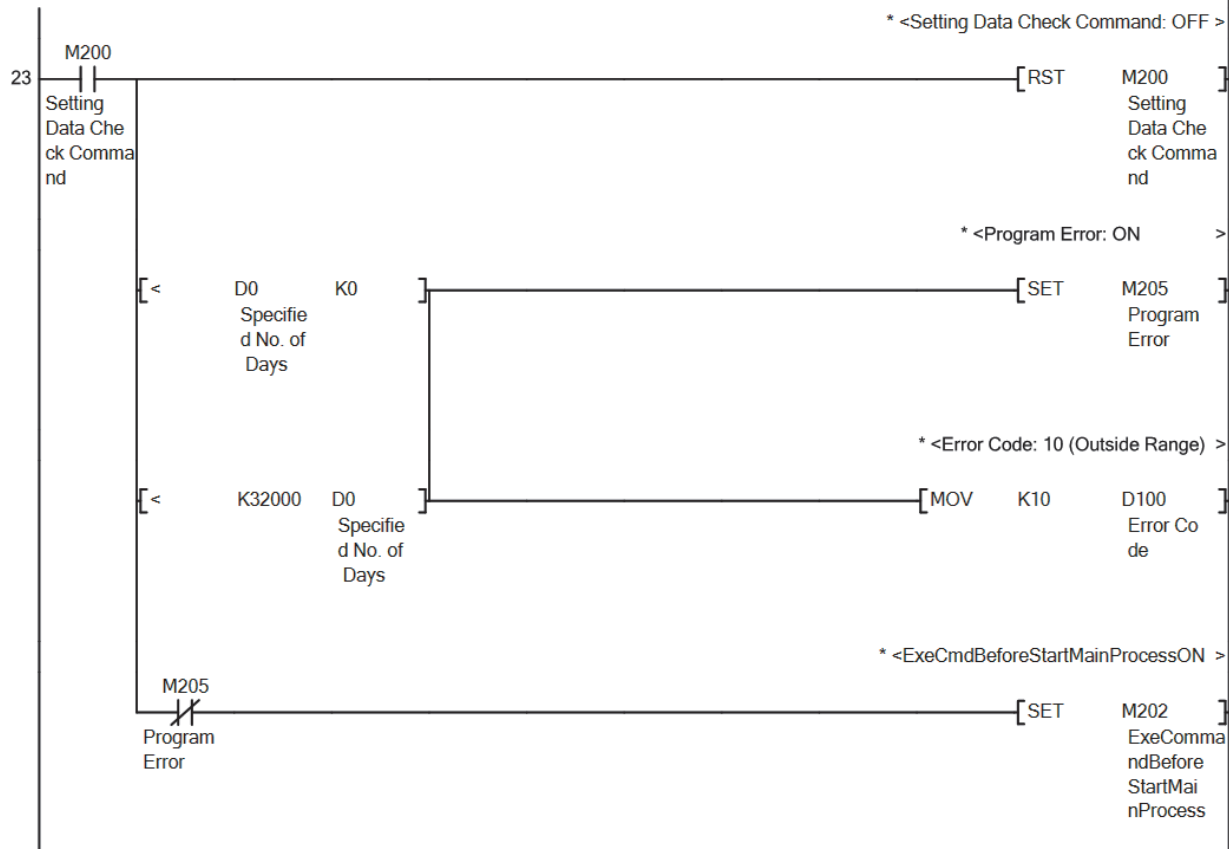 * <Setting Data Check Command: OFF >
M200
23
RST M200
Setting
Data Che
ck Comma
nd
Setting
Data Che
ck Comma
nd
* <Program Error: ON >
< D0 K0
SET M205
Specifie
d No. of
Days
Program
Error
* <Error Code: 10 (Outside Range) >
< K32000 D0
MOV K10 D100
Specifie
d No. of
Days
Error Co
de
* <ExeCmdBeforeStartMainProcessON >
M205
SET M202
Program
Error
ExeComma
ndBefore
StartMai
nProcess